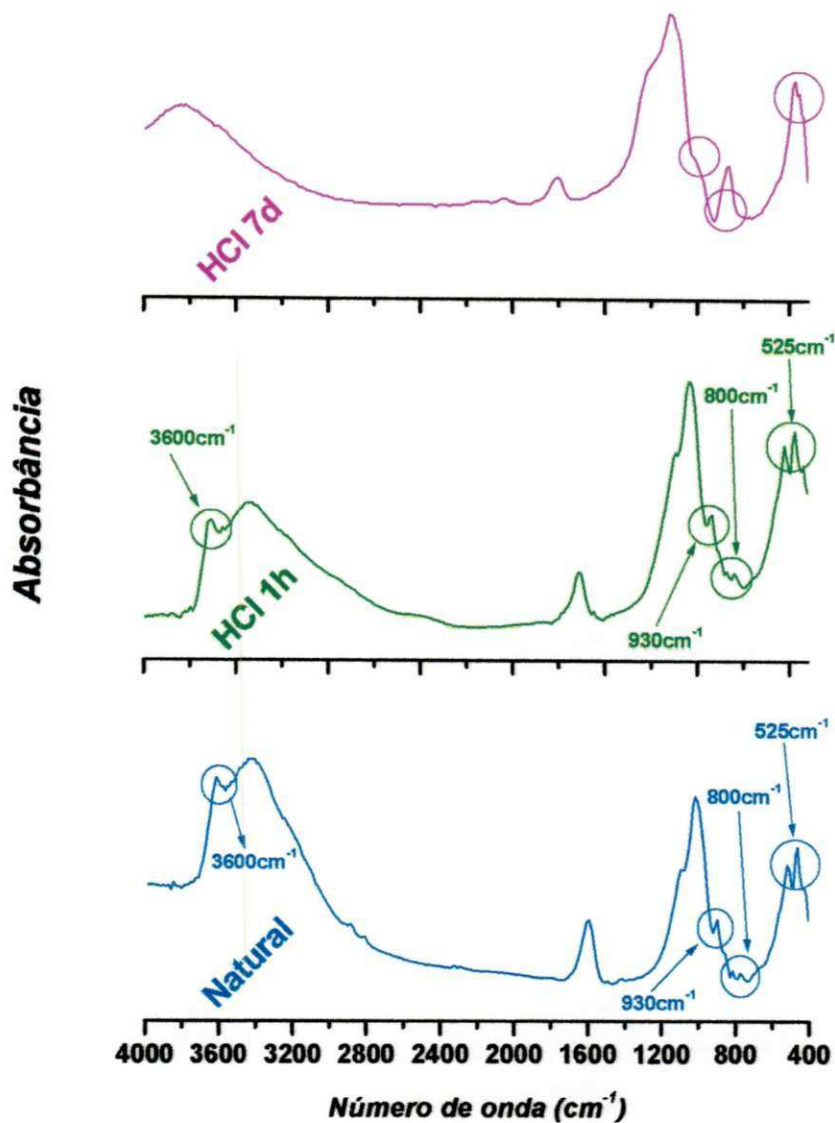 Absorbância
HCl 7d
525cm⁻¹
800cm⁻¹
3600cm⁻¹
HCl 1h
930cm⁻¹
525cm⁻¹
800cm⁻¹
3600cm⁻¹
Natural
930cm⁻¹
4000 3600 3200 2800 2400 2000 1600 1200 800 400
Número de onda (cm⁻¹)